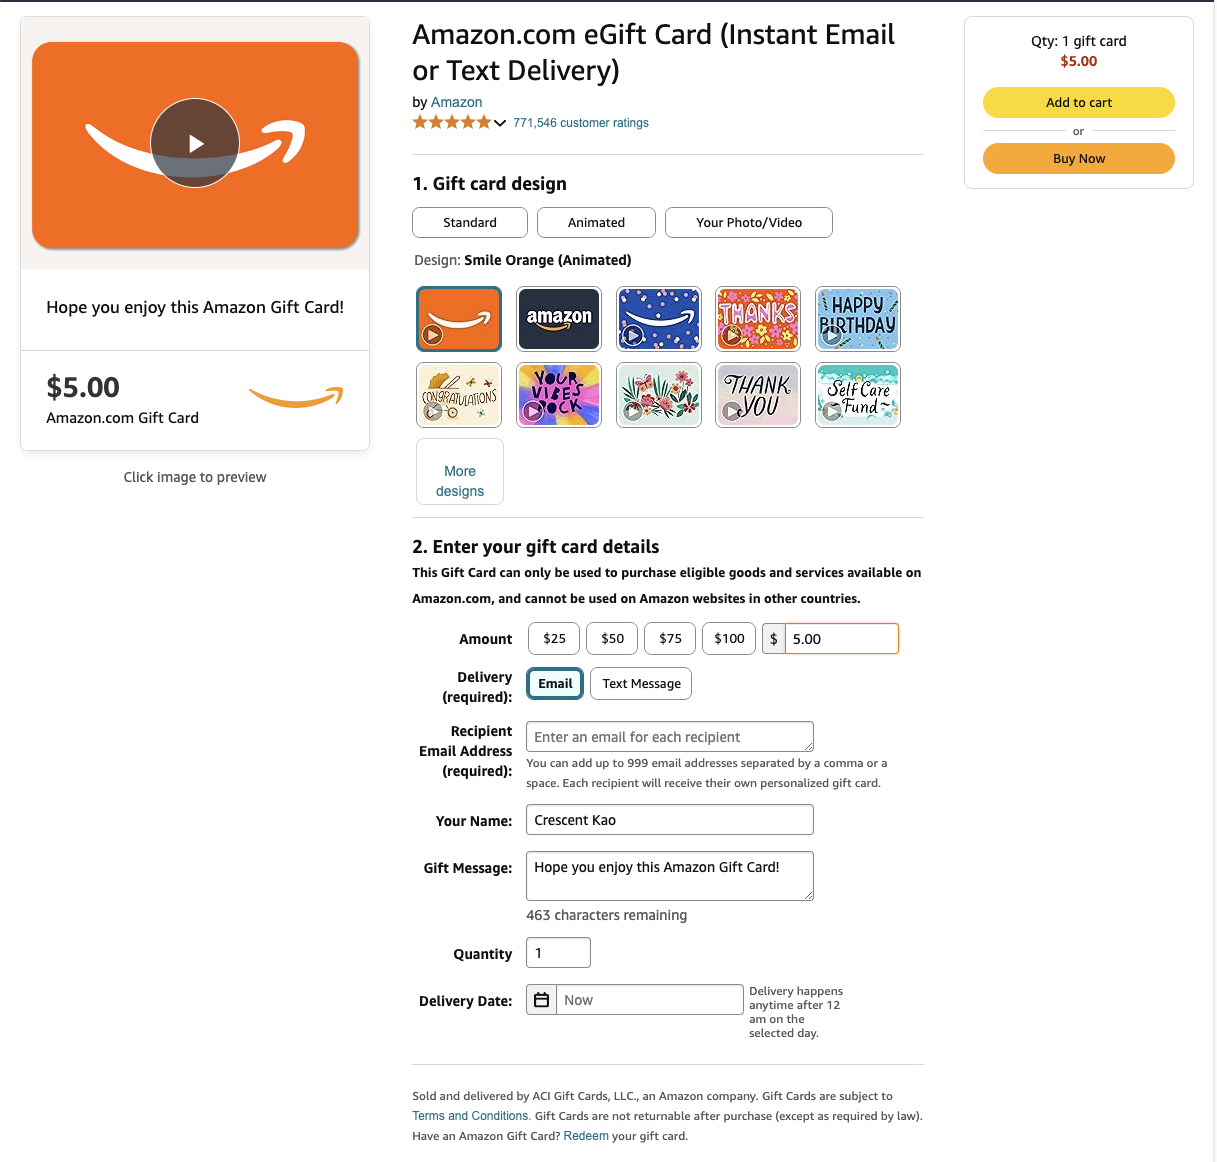 Hope you enjoy this Amazon Gift Card!
$5.00
Amazon.com Gift Card
Click image to preview
Amazon.com eGift Card (Instant Email
or Text Delivery)
by Amazon
771,546 customer ratings
1. Gift card design
Standard
Animated
Your Photo/Video
Design: Smile Orange (Animated)
amazon
THANKS
HAPPY
BIRTHDAY
CONGRATULATIONS
YOUR
VIBES
ROCK
THANK
YOU
Self Care
Fund
More
designs
2. Enter your gift card details
This Gift Card can only be used to purchase eligible goods and services available on
Amazon.com, and cannot be used on Amazon websites in other countries.
Amount
$25
$50
$75
$100
$ 5.00
Delivery
(required):
Email
Text Message
Recipient
Email Address
(required):
Enter an email for each recipient
You can add up to 999 email addresses separated by a comma or a
space. Each recipient will receive their own personalized gift card.
Your Name:
Crescent Kao
Gift Message:
Hope you enjoy this Amazon Gift Card!
463 characters remaining
Quantity
1
Delivery Date:
Now
Delivery happens
anytime after 12
am on the
selected day.
Sold and delivered by ACI Gift Cards, LLC., an Amazon company. Gift Cards are subject to
Terms and Conditions. Gift Cards are not returnable after purchase (except as required by law).
Have an Amazon Gift Card? Redeem your gift card.
Qty: 1 gift card
$5.00
Add to cart
or
Buy Now